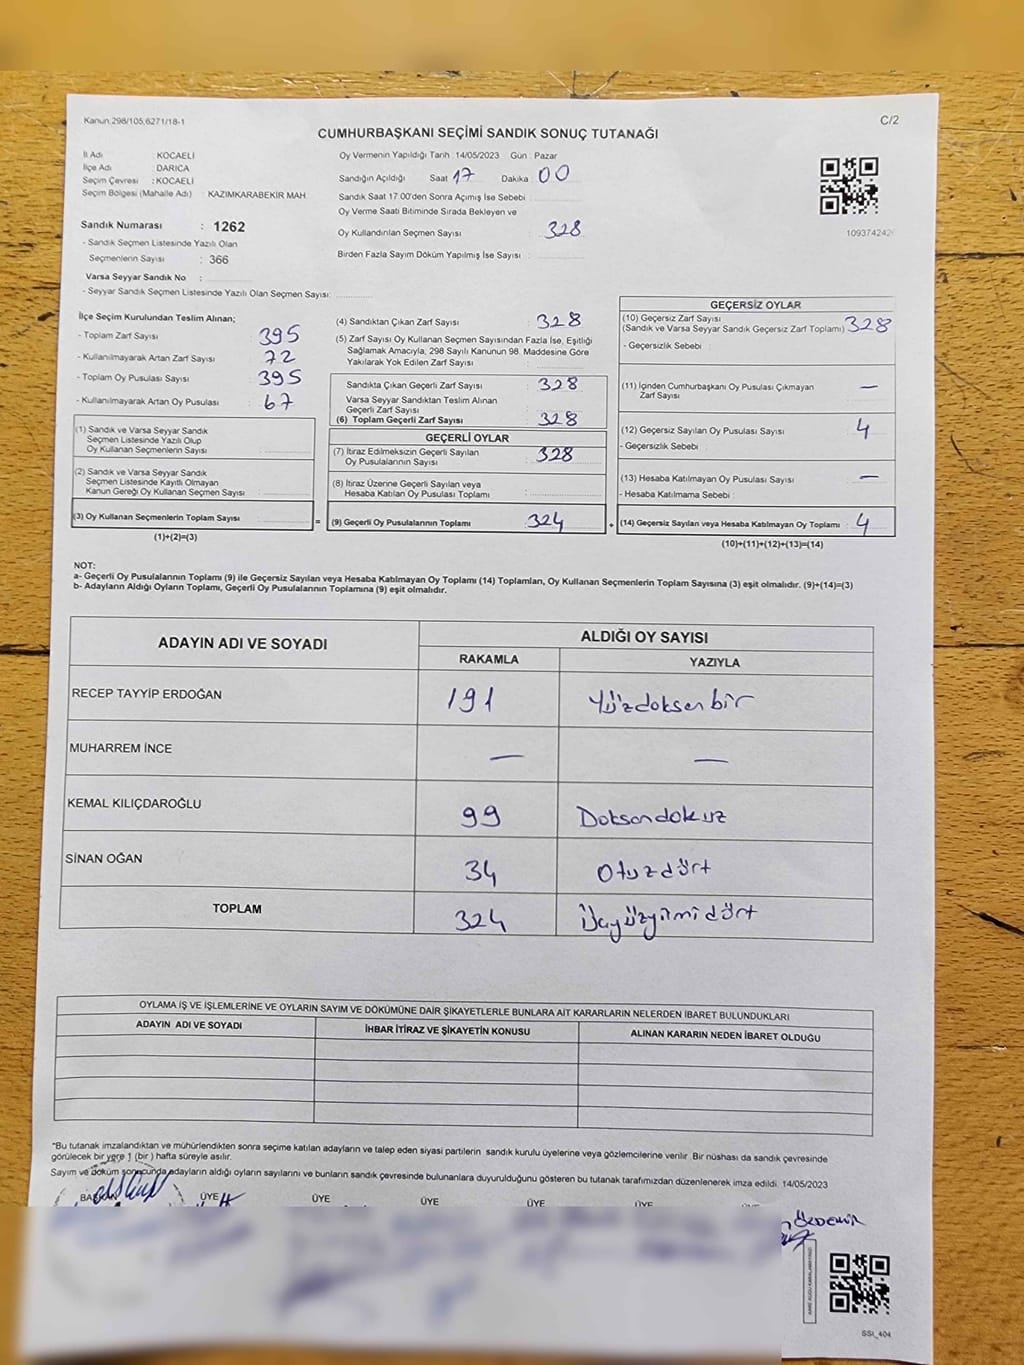 Kanun:298/105,6271/18-1
C/2
CUMHURBAŞKANI SEÇİMİ SANDIK SONUÇ TUTANAĞI
İl Adı KOCAELİ
İlçe Adı DARICA
Seçim Çevresi : KOCAELİ
Seçim Bölgesi (Mahalle Adı) : KAZIMKARABEKİR MAH
Sandık Numarası : 1262
- Sandık Seçmen Listesinde Yazılı Olan
Seçmenlerin Sayısı : 366
Varsa Seyyar Sandık No :
- Seyyar Sandık Seçmen Listesinde Yazılı Olan Seçmen Sayısı:
Oy Vermenin Yapıldığı Tarih :14/05/2023 Gün : Pazar
Sandığın Açıldığı Saat 17 Dakika 00
Sandık Saat 17.00'den Sonra Açımış İse Sebebi
Oy Verme Saati Bitiminde Sırada Bekleyen ve
Oy Kullandırılan Seçmen Sayısı 328
Birden Fazla Sayım Döküm Yapılmış İse Sayısı :
109374242
İlçe Seçim Kurulundan Teslim Alınan;
- Toplam Zarf Sayısı 395
- Kullanılmayarak Artan Zarf Sayısı 72
- Toplam Oy Pusulası Sayısı 395
- Kullanılmayarak Artan Oy Pusulası 67
(1) Sandık ve Varsa Seyyar Sandık
Seçmen Listesinde Yazılı Olup
Oy Kullanan Seçmenlerin Sayısı
(2) Sandık ve Varsa Seyyar Sandık
Seçmen Listesinde Kayıtlı Olmayan
Kanun Gereği Oy Kullanan Seçmen Sayısı
(3) Oy Kullanan Seçmenlerin Toplam Sayısı =
(1)+(2)=(3)
(4) Sandıktan Çıkan Zarf Sayısı 328
(5) Zarf Sayısı Oy Kullanan Seçmen Sayısından Fazla İse, Eşitliği
Sağlamak Amacıyla, 298 Sayılı Kanunun 98. Maddesine Göre
Yakılarak Yok Edilen Zarf Sayısı
Sandıkta Çıkan Geçerli Zarf Sayısı 328
Varsa Seyyar Sandıktan Teslim Alınan
Geçerli Zarf Sayısı
(6) Toplam Geçerli Zarf Sayısı 328
GEÇERLİ OYLAR
(7) İtiraz Edilmeksizin Geçerli Sayılan
Oy Pusulalarının Sayısı 328
(8) İtiraz Üzerine Geçerli Sayılan veya
Hesaba Katılan Oy Pusulası Toplamı
(9) Geçerli Oy Pusulalarının Toplamı 324 +
GEÇERSİZ OYLAR
(10) Geçersiz Zarf Sayısı
(Sandık ve Varsa Seyyar Sandık Geçersiz Zarf Toplamı) 328
- Geçersizlik Sebebi
(11) İçinden Cumhurbaşkanı Oy Pusulası Çıkmayan
Zarf Sayısı —
(12) Geçersiz Sayılan Oy Pusulası Sayısı 4
- Geçersizlik Sebebi :
(13) Hesaba Katılmayan Oy Pusulası Sayısı —
- Hesaba Katılmama Sebebi :
(14) Geçersiz Sayılan veya Hesaba Katılmayan Oy Toplamı 4
(10)+(11)+(12)+(13)=(14)
NOT:
a- Geçerli Oy Pusulalarının Toplamı (9) ile Geçersiz Sayılan veya Hesaba Katılmayan Oy Toplamı (14) Toplamları, Oy Kullanan Seçmenlerin Toplam Sayısına (3) eşit olmalıdır. (9)+(14)=(3)
b- Adayların Aldığı Oyların Toplamı, Geçerli Oy Pusulalarının Toplamına (9) eşit olmalıdır.
ADAYIN ADI VE SOYADI ALDIĞI OY SAYISI
RAKAMLA YAZIYLA
RECEP TAYYİP ERDOĞAN 191 Yüzdoksanbir
MUHARREM İNCE — —
KEMAL KILIÇDAROĞLU 99 Doksandokuz
SİNAN OĞAN 34 Otuzdört
TOPLAM 324 Üçyüzyirmidört
OYLAMA İŞ VE İŞLEMLERİNE VE OYLARIN SAYIM VE DÖKÜMÜNE DAİR ŞİKAYETLERLE BUNLARA AİT KARARLARIN NELERDEN İBARET BULUNDUKLARI
ADAYIN ADI VE SOYADI İHBAR İTİRAZ VE ŞİKAYETİN KONUSU ALINAN KARARIN NEDEN İBARET OLDUĞU
*Bu tutanak imzalandıktan ve mühürlendikten sonra seçime katılan adayların ve talep eden siyasi partilerin sandık kurulu üyelerine veya gözlemcilerine verilir. Bir nüshası da sandık çevresinde
görülecek bir yere 1 (bir) hafta süreyle asılır.
Sayım ve döküm sonucunda adayların aldığı oyların sayılarını ve bunların sandık çevresinde bulunanlara duyurulduğunu gösteren bu tutanak tarafımızdan düzenlenerek imza edildi. 14/05/2023
BAŞKAN ÜYE ÜYE ÜYE ÜYE ÜYE
ÖZDEMİR
SSI_404